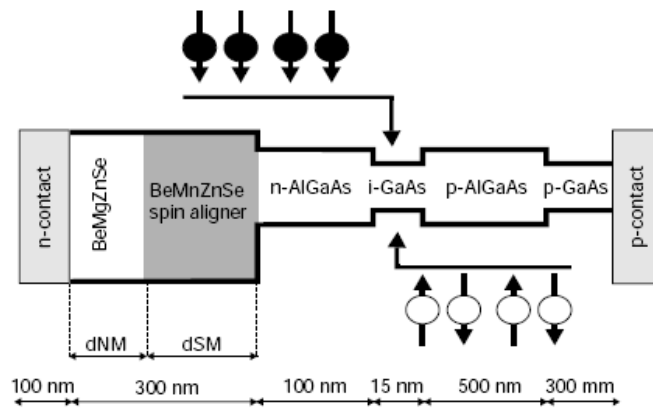 n-contact
BeMgZnSe
BeMnZnSe
spin aligner
n-AlGaAs
i-GaAs
p-AlGaAs
p-GaAs
p-contact
dNM
dSM
100 nm
300 nm
100 nm
15 nm
500 nm
300 mm